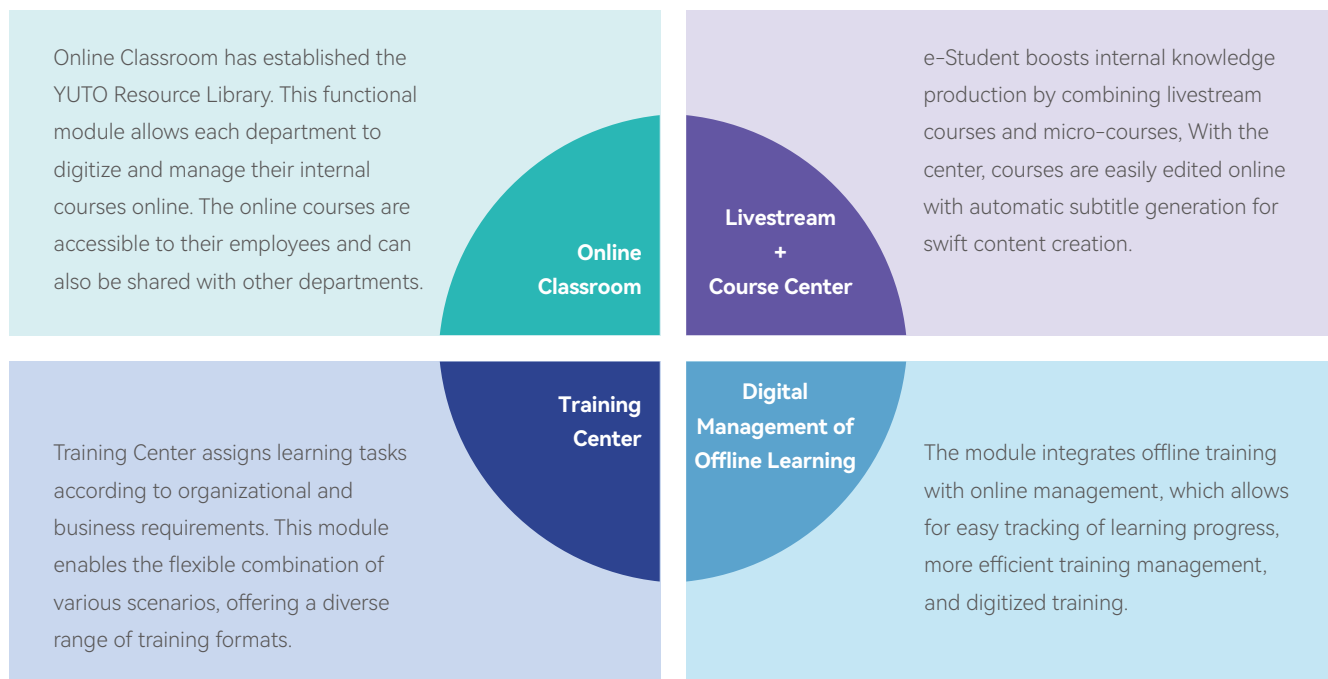 Online Classroom has established the
YUTO Resource Library. This functional
module allows each department to
digitize and manage their internal
courses online. The online courses are
accessible to their employees and can
also be shared with other departments.
Online
Classroom
Livestream
+
Course Center
e-Student boosts internal knowledge
production by combining livestream
courses and micro-courses, With the
center, courses are easily edited online
with automatic subtitle generation for
swift content creation.
Training Center assigns learning tasks
according to organizational and
business requirements. This module
enables the flexible combination of
various scenarios, offering a diverse
range of training formats.
Training
Center
Digital
Management of
Offline Learning
The module integrates offline training
with online management, which allows
for easy tracking of learning progress,
more efficient training management,
and digitized training.